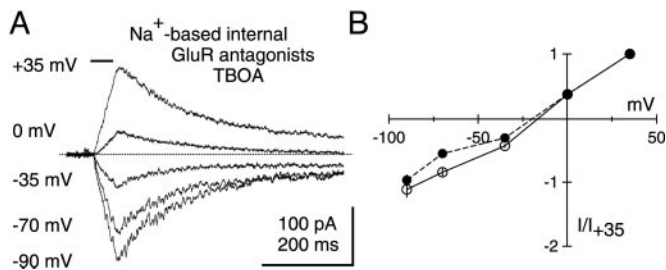 A
Na+-based internal
GluR antagonists
TBOA
+35 mV
0 mV
-35 mV
-70 mV
-90 mV
100 pA
200 ms
B
1
mV
-100
-50
50
-1
I/I+35
-2